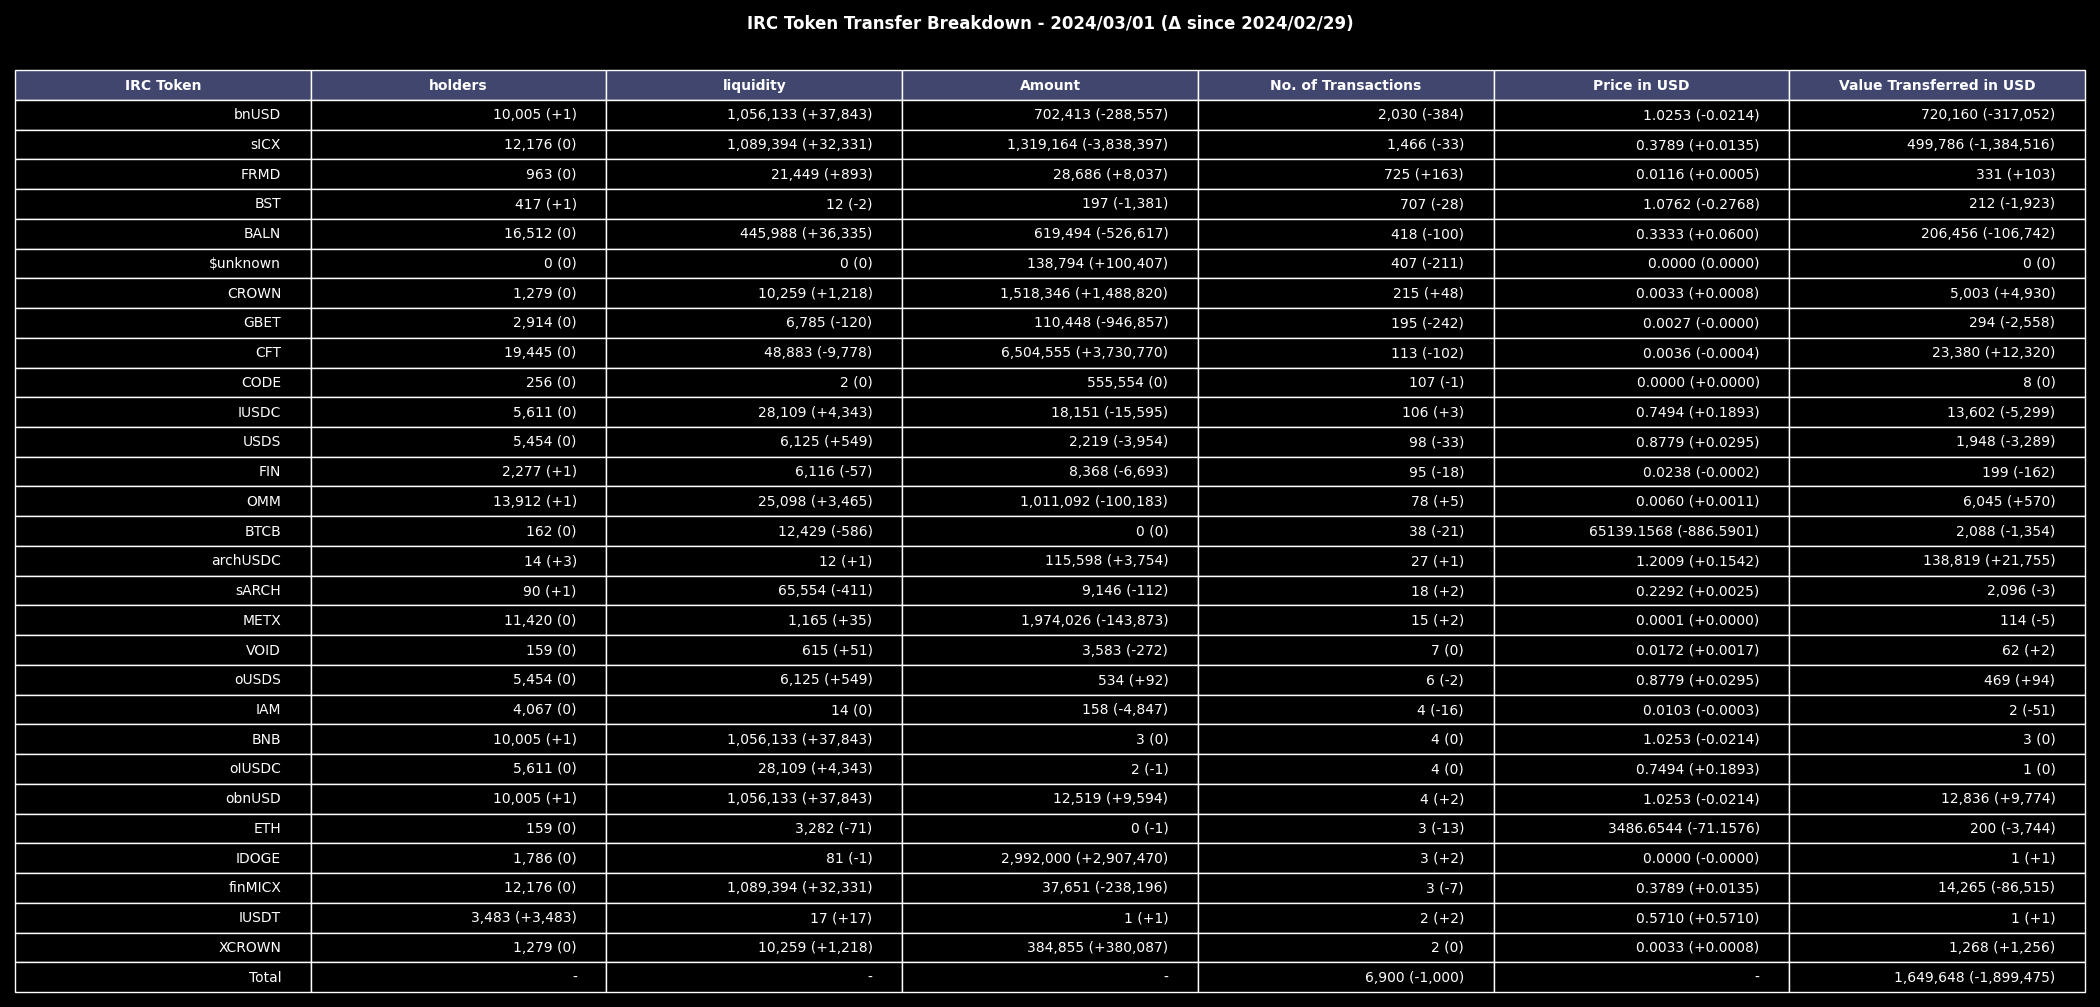 IRC Token Transfer Breakdown - 2024/03/01 (Δ since 2024/02/29)
IRC Token holders liquidity Amount No. of Transactions Price in USD Value Transferred in USD
bnUSD 10,005 (+1) 1,056,133 (+37,843) 702,413 (-288,557) 2,030 (-384) 1.0253 (-0.0214) 720,160 (-317,052)
sICX 12,176 (0) 1,089,394 (+32,331) 1,319,164 (-3,838,397) 1,466 (-33) 0.3789 (+0.0135) 499,786 (-1,384,516)
FRMD 963 (0) 21,449 (+893) 28,686 (+8,037) 725 (+163) 0.0116 (+0.0005) 331 (+103)
BST 417 (+1) 12 (-2) 197 (-1,381) 707 (-28) 1.0762 (-0.2768) 212 (-1,923)
BALN 16,512 (0) 445,988 (+36,335) 619,494 (-526,617) 418 (-100) 0.3333 (+0.0600) 206,456 (-106,742)
$unknown 0 (0) 0 (0) 138,794 (+100,407) 407 (-211) 0.0000 (0.0000) 0 (0)
CROWN 1,279 (0) 10,259 (+1,218) 1,518,346 (+1,488,820) 215 (+48) 0.0033 (+0.0008) 5,003 (+4,930)
GBET 2,914 (0) 6,785 (-120) 110,448 (-946,857) 195 (-242) 0.0027 (-0.0000) 294 (-2,558)
CFT 19,445 (0) 48,883 (-9,778) 6,504,555 (+3,730,770) 113 (-102) 0.0036 (-0.0004) 23,380 (+12,320)
CODE 256 (0) 2 (0) 555,554 (0) 107 (-1) 0.0000 (+0.0000) 8 (0)
IUSDC 5,611 (0) 28,109 (+4,343) 18,151 (-15,595) 106 (+3) 0.7494 (+0.1893) 13,602 (-5,299)
USDS 5,454 (0) 6,125 (+549) 2,219 (-3,954) 98 (-33) 0.8779 (+0.0295) 1,948 (-3,289)
FIN 2,277 (+1) 6,116 (-57) 8,368 (-6,693) 95 (-18) 0.0238 (-0.0002) 199 (-162)
OMM 13,912 (+1) 25,098 (+3,465) 1,011,092 (-100,183) 78 (+5) 0.0060 (+0.0011) 6,045 (+570)
BTCB 162 (0) 12,429 (-586) 0 (0) 38 (-21) 65139.1568 (-886.5901) 2,088 (-1,354)
archUSDC 14 (+3) 12 (+1) 115,598 (+3,754) 27 (+1) 1.2009 (+0.1542) 138,819 (+21,755)
sARCH 90 (+1) 65,554 (-411) 9,146 (-112) 18 (+2) 0.2292 (+0.0025) 2,096 (-3)
METX 11,420 (0) 1,165 (+35) 1,974,026 (-143,873) 15 (+2) 0.0001 (+0.0000) 114 (-5)
VOID 159 (0) 615 (+51) 3,583 (-272) 7 (0) 0.0172 (+0.0017) 62 (+2)
oUSDS 5,454 (0) 6,125 (+549) 534 (+92) 6 (-2) 0.8779 (+0.0295) 469 (+94)
IAM 4,067 (0) 14 (0) 158 (-4,847) 4 (-16) 0.0103 (-0.0003) 2 (-51)
BNB 10,005 (+1) 1,056,133 (+37,843) 3 (0) 4 (0) 1.0253 (-0.0214) 3 (0)
oIUSDC 5,611 (0) 28,109 (+4,343) 2 (-1) 4 (0) 0.7494 (+0.1893) 1 (0)
obnUSD 10,005 (+1) 1,056,133 (+37,843) 12,519 (+9,594) 4 (+2) 1.0253 (-0.0214) 12,836 (+9,774)
ETH 159 (0) 3,282 (-71) 0 (-1) 3 (-13) 3486.6544 (-71.1576) 200 (-3,744)
IDOGE 1,786 (0) 81 (-1) 2,992,000 (+2,907,470) 3 (+2) 0.0000 (-0.0000) 1 (+1)
finMICX 12,176 (0) 1,089,394 (+32,331) 37,651 (-238,196) 3 (-7) 0.3789 (+0.0135) 14,265 (-86,515)
IUSDT 3,483 (+3,483) 17 (+17) 1 (+1) 2 (+2) 0.5710 (+0.5710) 1 (+1)
XCROWN 1,279 (0) 10,259 (+1,218) 384,855 (+380,087) 2 (0) 0.0033 (+0.0008) 1,268 (+1,256)
Total - - - 6,900 (-1,000) - 1,649,648 (-1,899,475)